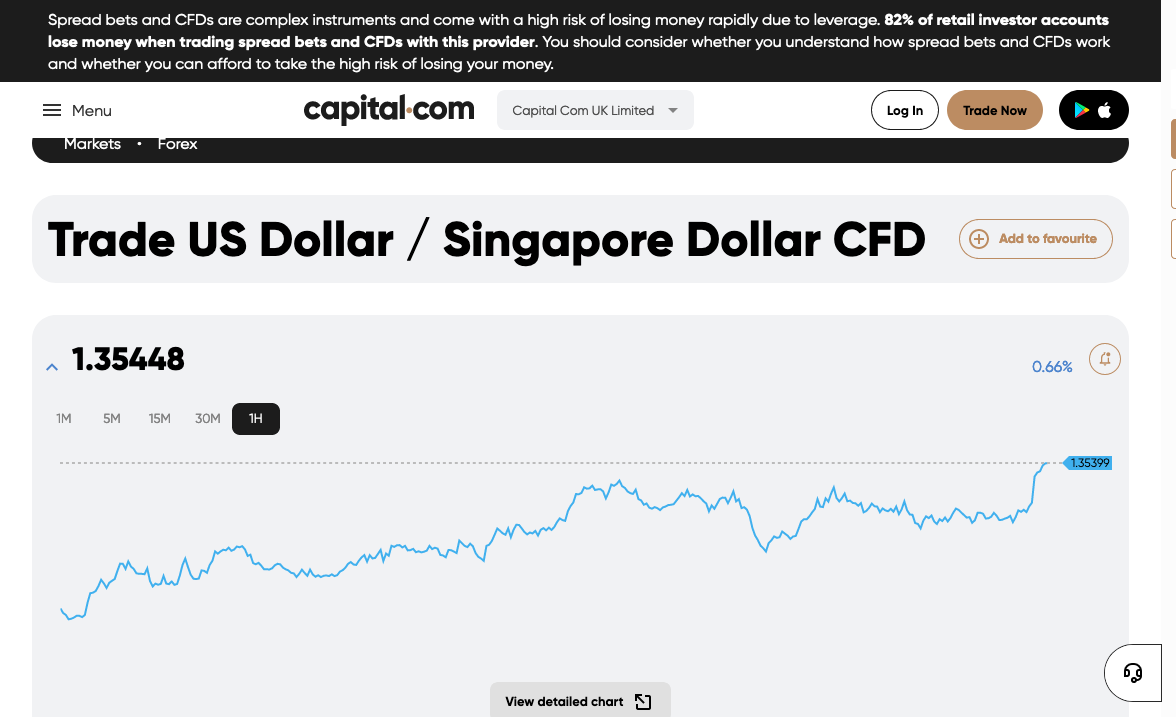 Spread bets and CFDs are complex instruments and come with a high risk of losing money rapidly due to leverage. 82% of retail investor accounts
lose money when trading spread bets and CFDs with this provider. You should consider whether you understand how spread bets and CFDs work
and whether you can afford to take the high risk of losing your money.
Menu
capital.com
Capital Com UK Limited
Log In
Trade Now
Markets • Forex
Trade US Dollar / Singapore Dollar CFD
Add to favourite
1.35448
0.66%
1M 5M 15M 30M 1H
1.35399
View detailed chart